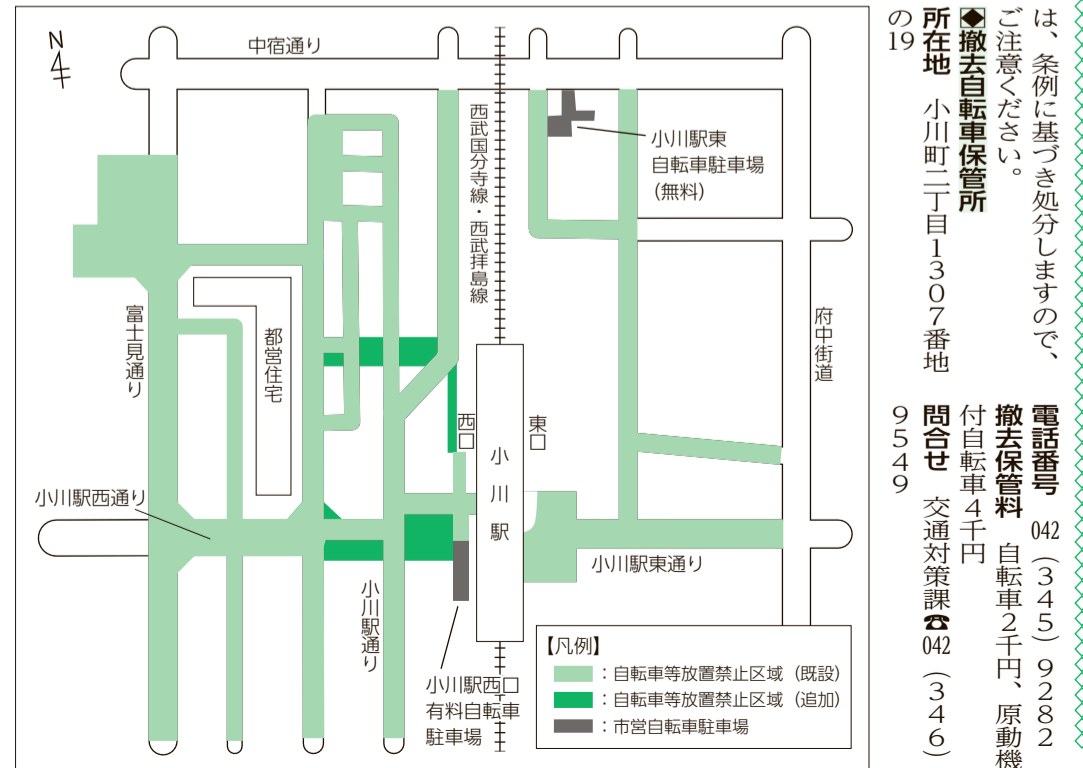 は、条例に基づき処分しますので、
ご注意ください。
◆撤去自転車保管所
所在地　小川町二丁目1307番地
の19
電話番号　042（345）9282
撤去保管料　自転車2千円、原動機
付自転車4千円
問合せ　交通対策課☎042（346）
9549
N
中宿通り
西武国分寺線・西武拝島線
小川駅東
自転車駐車場
（無料）
府中街道
富士見通り
都営住宅
西口
小川駅
東口
小川駅西通り
小川駅東通り
小川駅通り
小川駅西口
有料自転車
駐車場
【凡例】
：自転車等放置禁止区域（既設）
：自転車等放置禁止区域（追加）
：市営自転車駐車場